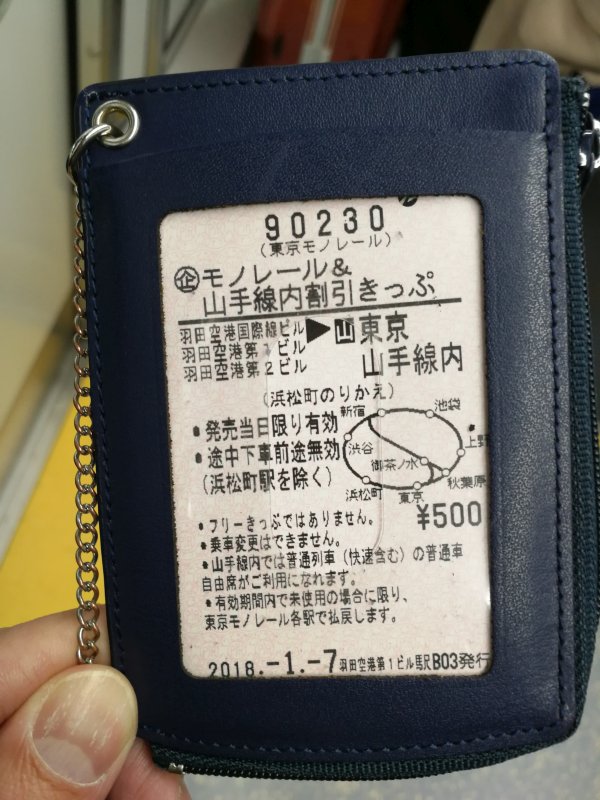 90230
(東京モノレール)
企 モノレール&
山手線内割引きっぷ
羽田空港国際線ビル
羽田空港第1ビル
羽田空港第2ビル
▶ 山 東京
山手線内
(浜松町のりかえ)
・発売当日限り有効
・途中下車前途無効
(浜松町駅を除く)
新宿
池袋
渋谷
上野
御茶ノ水
秋葉原
浜松町
東京
¥500
・フリーきっぷではありません。
・乗車変更はできません。
・山手線内では普通列車(快速含む)の普通車
自由席がご利用になれます。
・有効期間内で未使用の場合に限り、
東京モノレール各駅で払戻します。
2018.-1.-7 羽田空港第1ビル駅B03発行